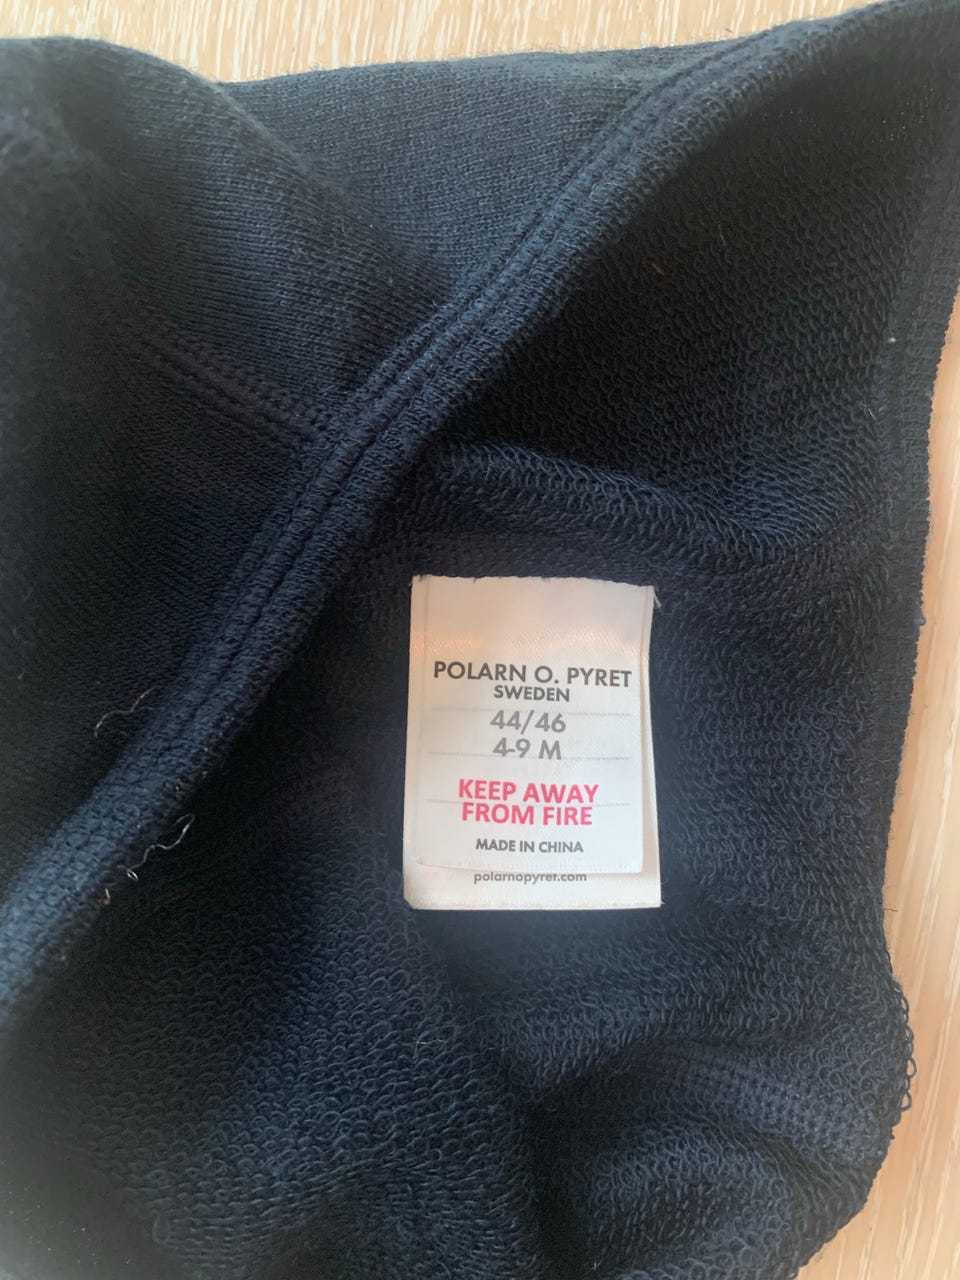 POLARN O. PYRET
SWEDEN
44/46
4-9 M
KEEP AWAY
FROM FIRE
MADE IN CHINA
polarnopyret.com